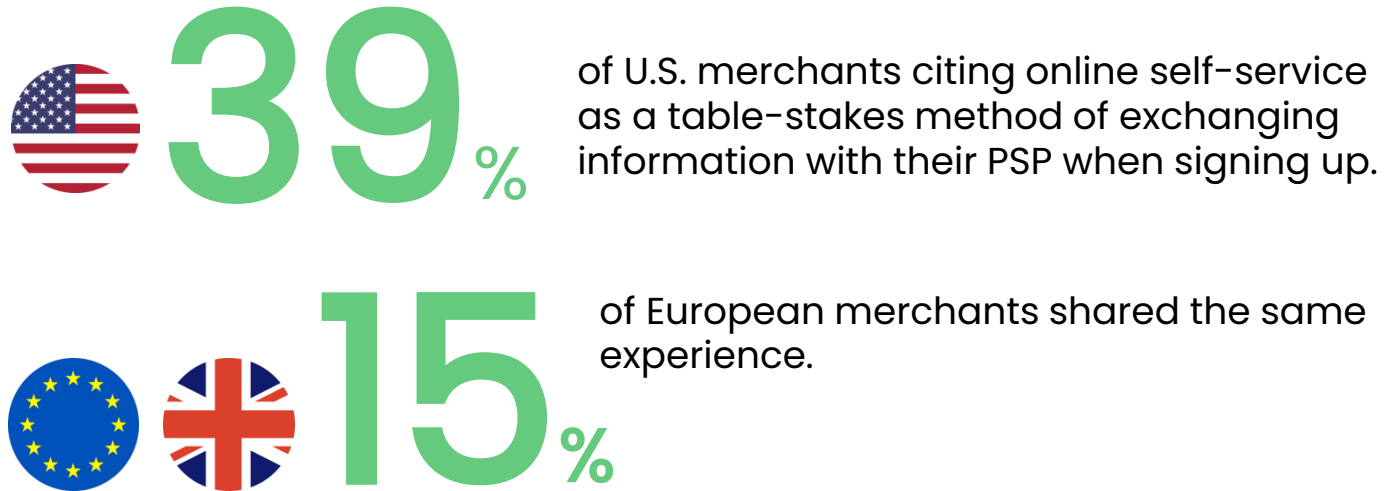 39%
of U.S. merchants citing online self-service
as a table-stakes method of exchanging
information with their PSP when signing up.
15%
of European merchants shared the same
experience.